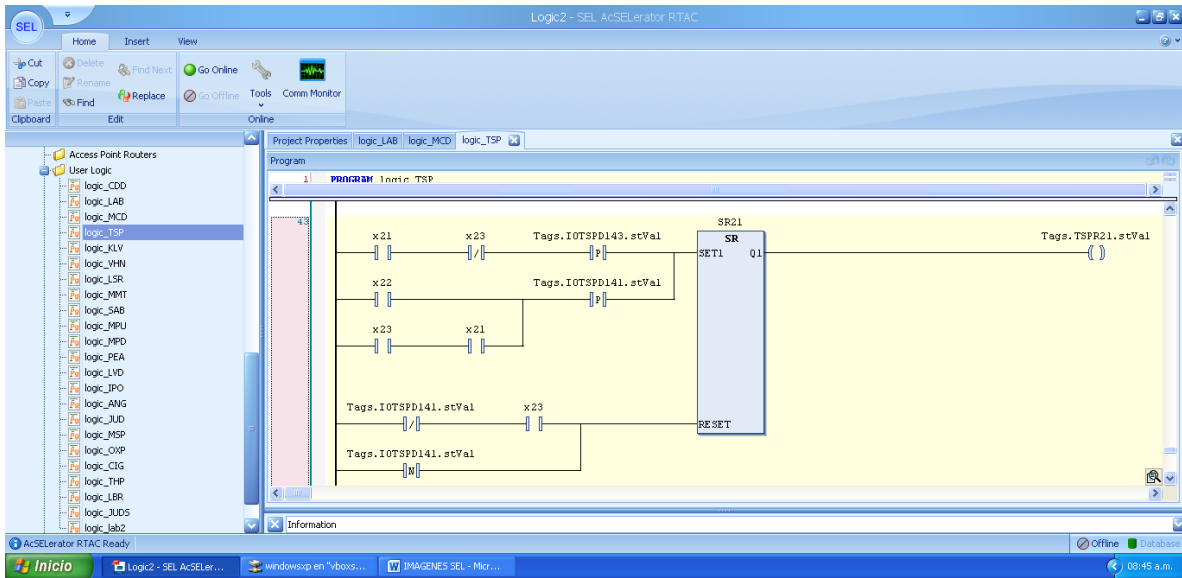 Logic2 - SEL AcSELerator RTAC
SEL
Home Insert View
Cut
Copy
Paste
Clipboard
Delete
Rename
Find
Find Next
Replace
Edit
Go Online
Go Offline
Tools
Comm Monitor
Online
Access Point Routers
User Logic
logic_CDD
logic_LAB
logic_MCD
logic_TSP
logic_KLV
logic_VHN
logic_LSR
logic_MMT
logic_SAB
logic_MPU
logic_MPD
logic_PEA
logic_LVD
logic_IPO
logic_ANG
logic_JUD
logic_MSP
logic_OXP
logic_CIG
logic_THP
logic_LBR
logic_JUDS
logic_lab2
Project Properties logic_LAB logic_MCD logic_TSP
Program
1 PROGRAM logic_TSP
43
SR21
x21 x23 Tags.IOTSPD143.stVal SR Tags.TSPR21.stVal
/ P SET1 Q1 ( )
x22 Tags.IOTSPD141.stVal
P
x23 x21
Tags.IOTSPD141.stVal x23
/ RESET
Tags.IOTSPD141.stVal
N
Information
AcSELerator RTAC Ready
Offline Database
Inicio Logic2 - SEL AcSELer... windowsxp en "vboxs... IMAGENES SEL - Micr... 08:45 a.m.